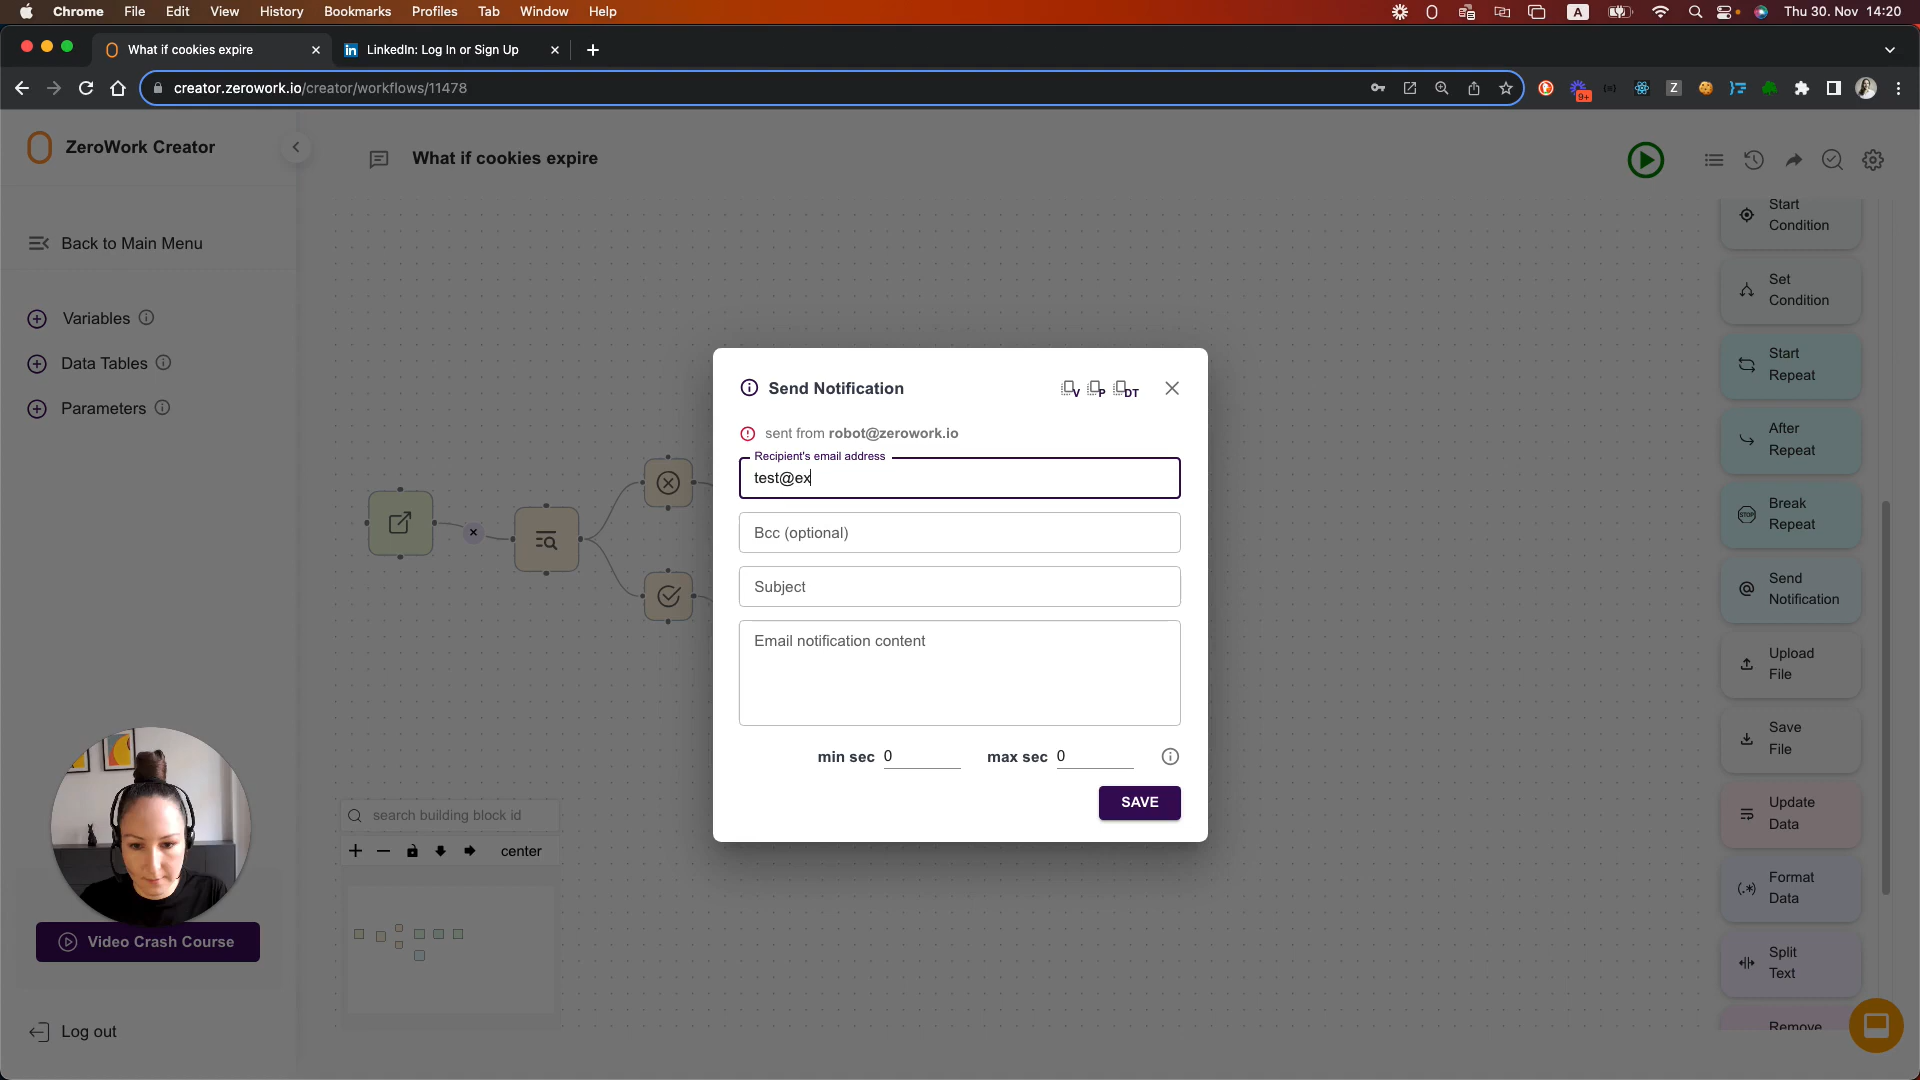 Chrome File Edit View History Bookmarks Profiles Tab Window Help
A Thu 30. Nov 14:20
What if cookies expire
in LinkedIn: Log In or Sign Up
creator.zerowork.io/creator/workflows/11478
9+
Z
ZeroWork Creator
What if cookies expire
Back to Main Menu
Variables
Data Tables
Parameters
Send Notification
V P DT
sent from robot@zerowork.io
Recipient's email address
test@ex
Bcc (optional)
Subject
Email notification content
min sec 0 max sec 0
SAVE
Start
Condition
Set
Condition
Start
Repeat
After
Repeat
STOP
Break
Repeat
Send
Notification
Upload
File
Save
File
Update
Data
Format
Data
Split
Text
Remove
search building block id
center
Video Crash Course
Log out